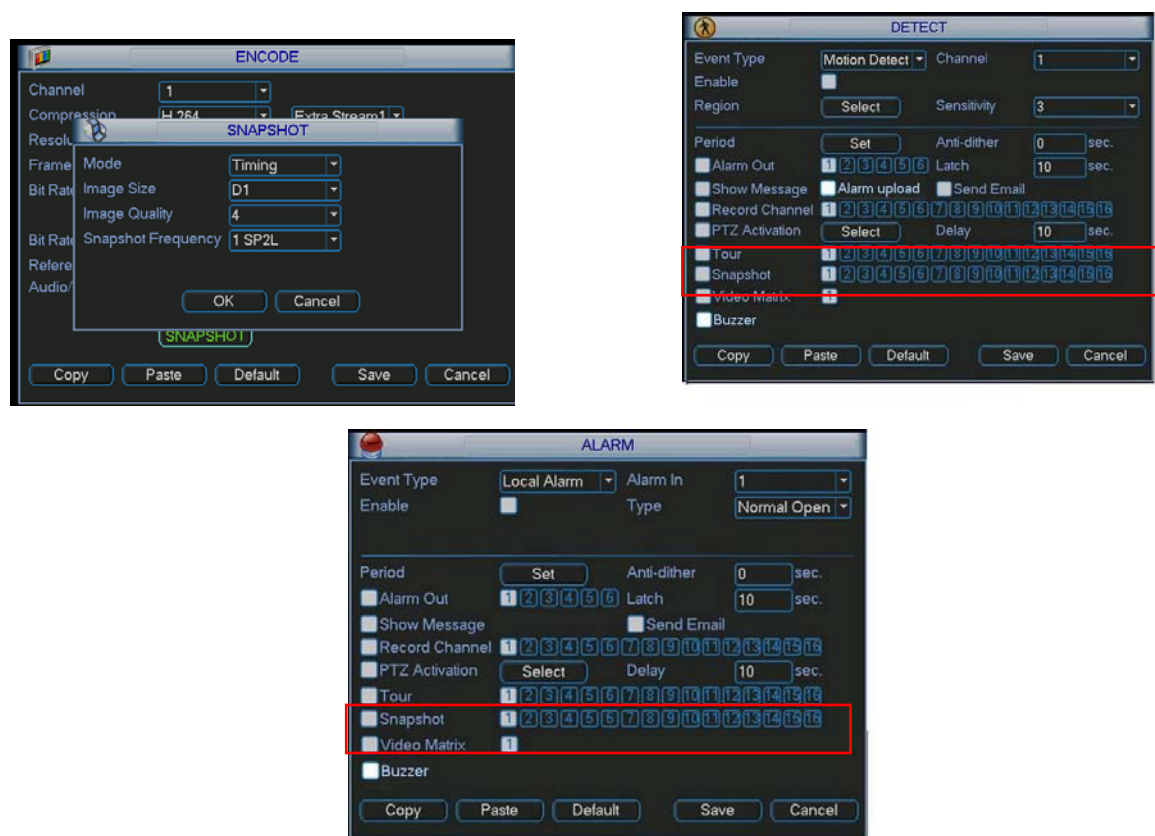 ENCODE
Channel 1
Compression H.264 Extra Stream1
SNAPSHOT
Mode Timing
Image Size D1
Image Quality 4
Snapshot Frequency 1 SP2L
OK Cancel
Frame
Bit Rate
Bit Rate
Refere
Audio/
SNAPSHOT
Copy Paste Default Save Cancel
DETECT
Event Type Motion Detect Channel 1
Enable
Region Select Sensitivity 3
Period Set Anti-dither 0 sec.
Alarm Out 1 2 3 4 5 6 Latch 10 sec.
Show Message Alarm upload Send Email
Record Channel 1 2 3 4 5 6 7 8 9 10 11 12 13 14 15 16
PTZ Activation Select Delay 10 sec.
Tour 1 2 3 4 5 6 7 8 9 10 11 12 13 14 15 16
Snapshot 1 2 3 4 5 6 7 8 9 10 11 12 13 14 15 16
Video Matrix 1
Buzzer
Copy Paste Default Save Cancel
ALARM
Event Type Local Alarm Alarm In 1
Enable Type Normal Open
Period Set Anti-dither 0 sec.
Alarm Out 1 2 3 4 5 6 Latch 10 sec.
Show Message Send Email
Record Channel 1 2 3 4 5 6 7 8 9 10 11 12 13 14 15 16
PTZ Activation Select Delay 10 sec.
Tour 1 2 3 4 5 6 7 8 9 10 11 12 13 14 15 16
Snapshot 1 2 3 4 5 6 7 8 9 10 11 12 13 14 15 16
Video Matrix 1
Buzzer
Copy Paste Default Save Cancel